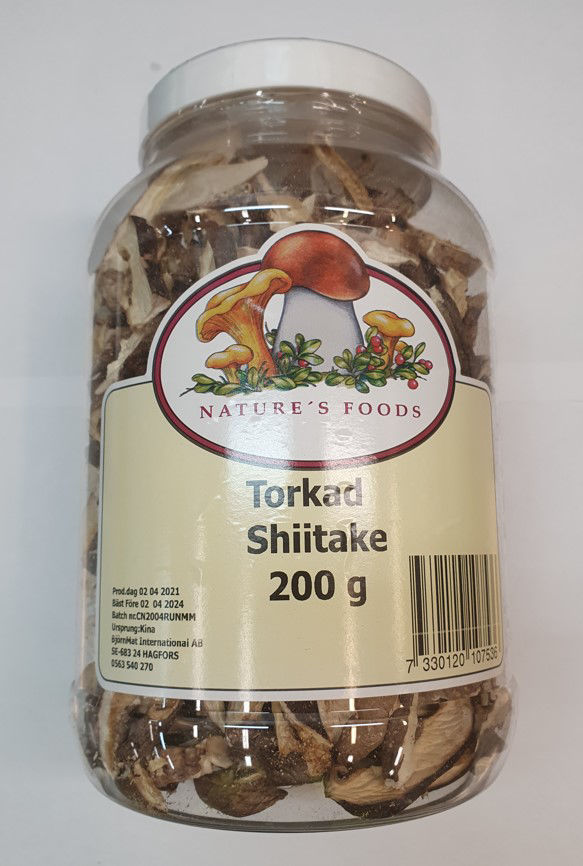 NATURE´S FOODS
Torkad
Shiitake
200 g
Prod.dag 02 04 2021
Bäst Före 02 04 2024
Batch nr.CN2004RUNMM
Ursprung:Kina
BjörnMat International AB
SE-683 24 HAGFORS
0563 540 270
7 330120 107536